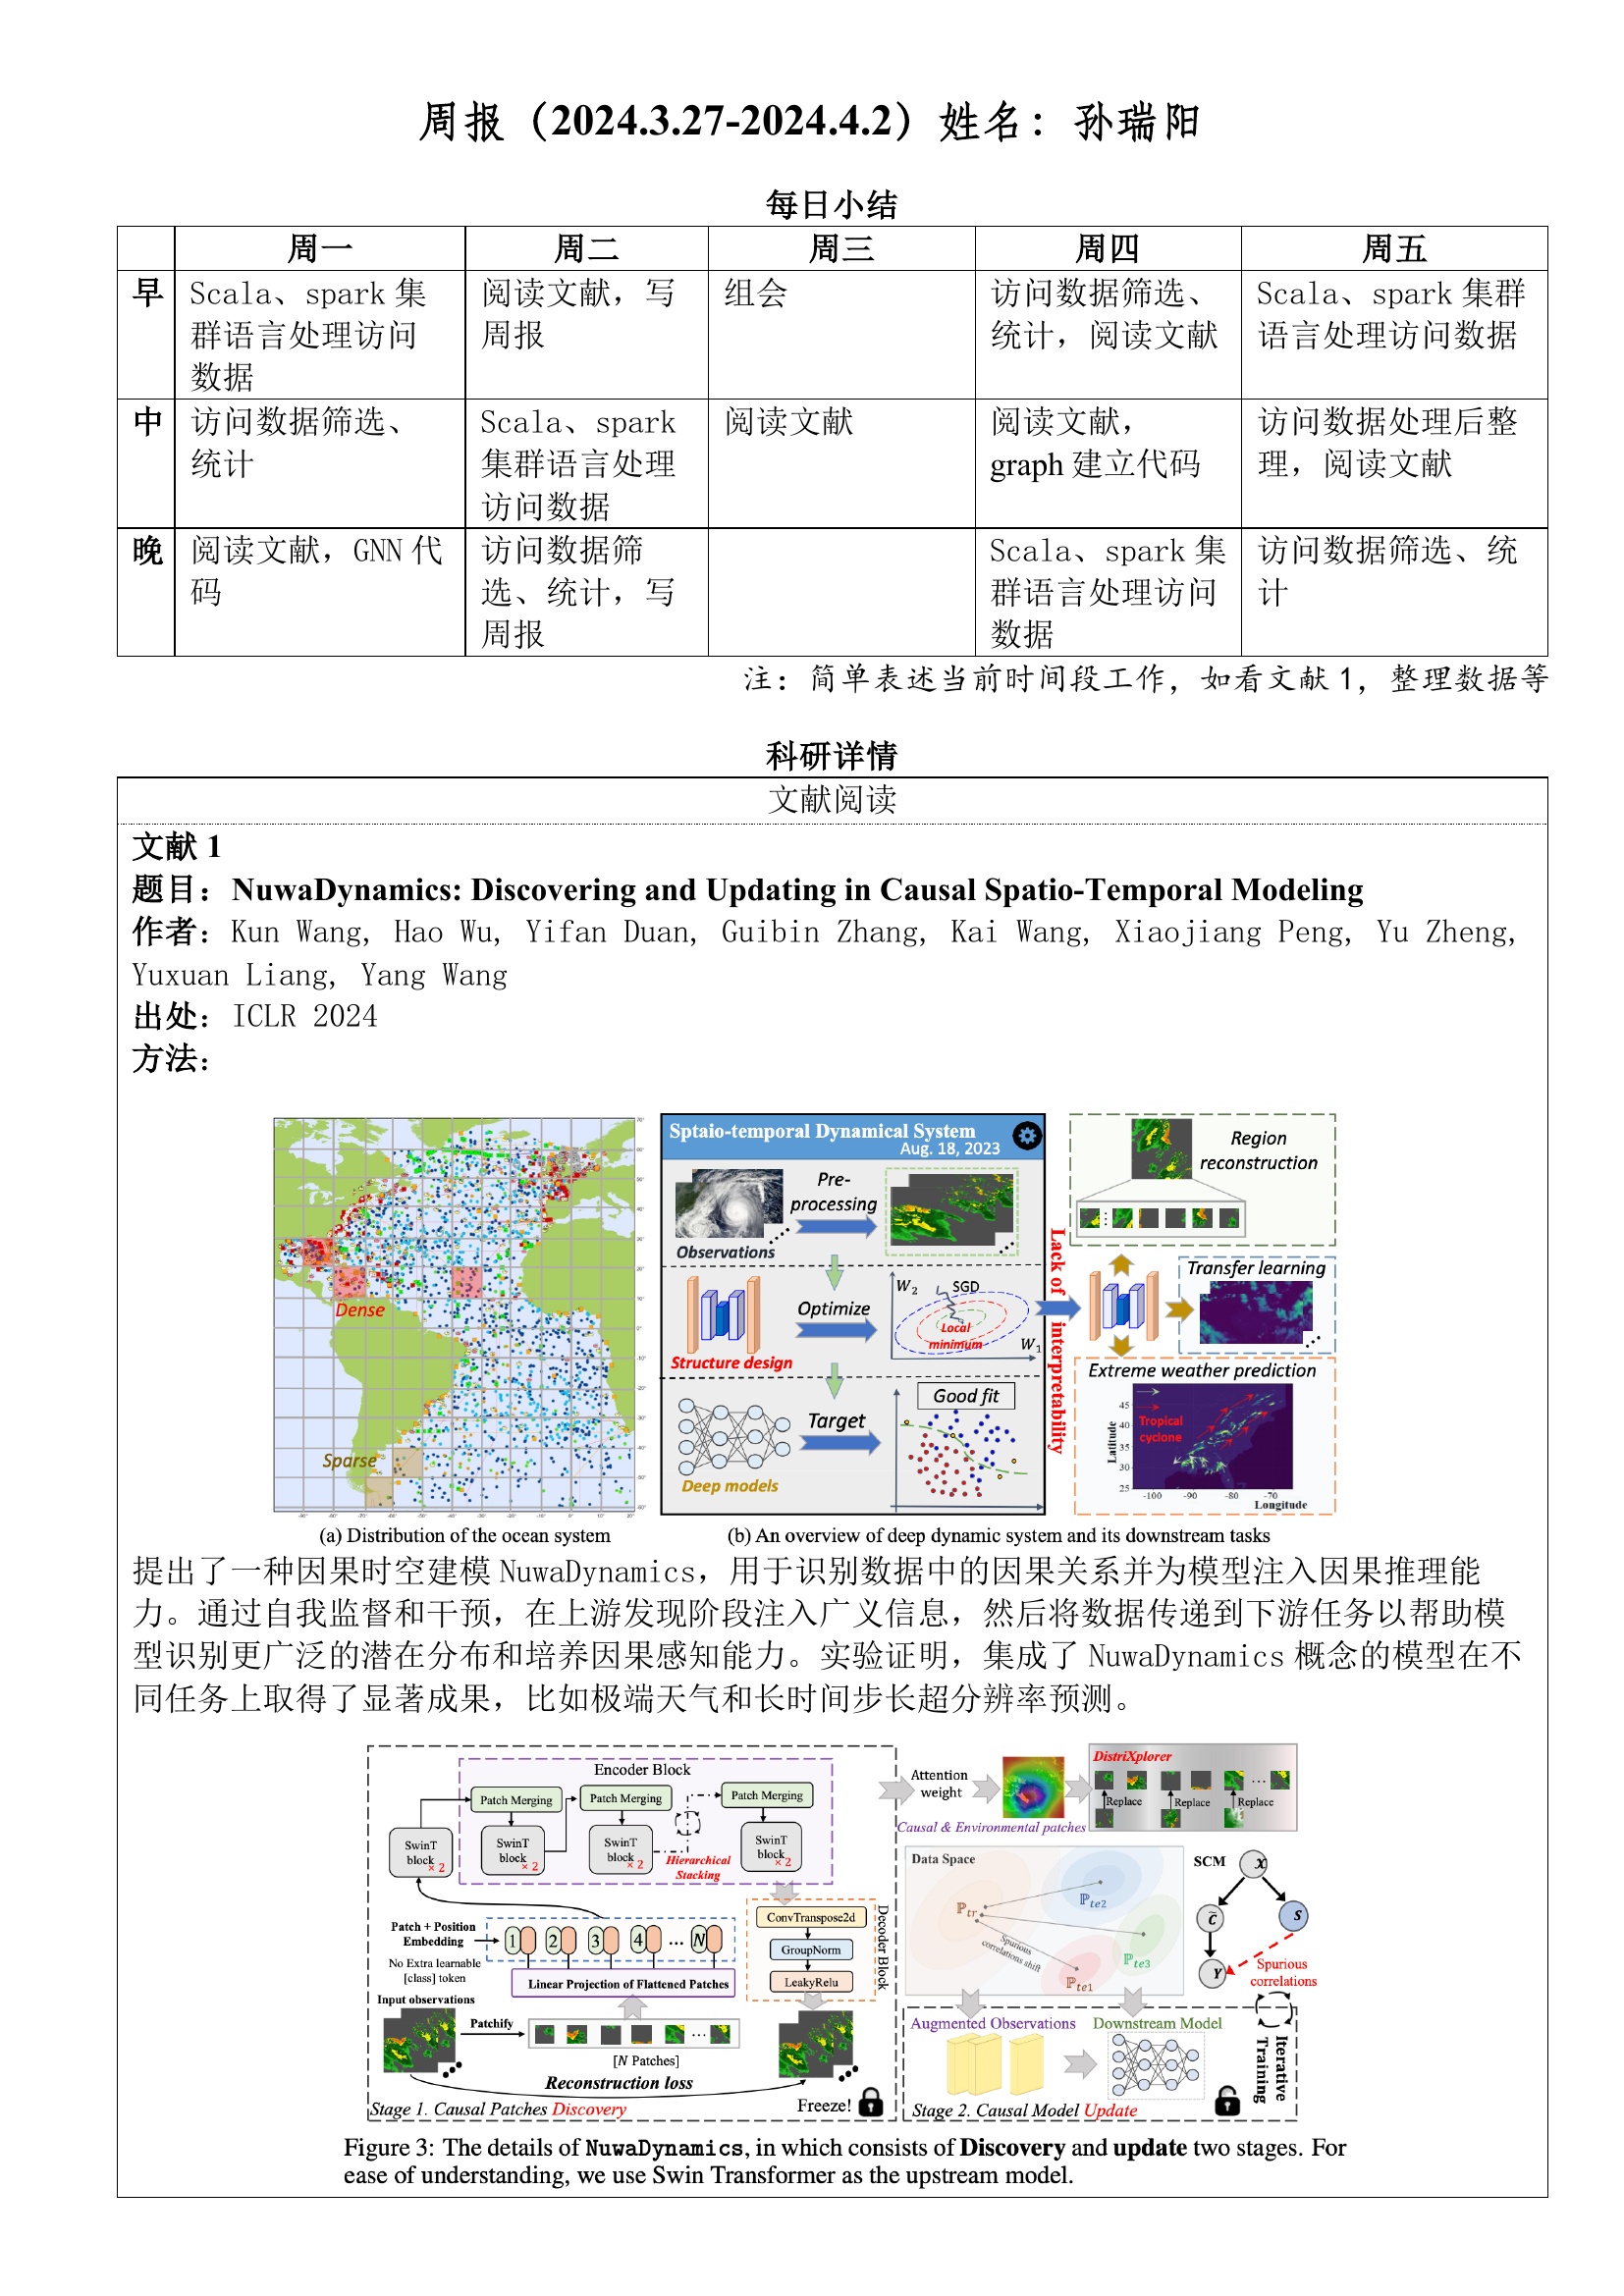 周报（2024.3.27-2024.4.2）姓名：孙瑞阳
每日小结
周一 周二 周三 周四 周五
早
Scala、spark 集
群语言处理访问
数据
阅读文献，写
周报
组会
访问数据筛选、
统计，阅读文献
Scala、spark 集群
语言处理访问数据
中
访问数据筛选、
统计
Scala、spark
集群语言处理
访问数据
阅读文献
阅读文献，
graph 建立代码
访问数据处理后整
理，阅读文献
晚
阅读文献，GNN 代
码
访问数据筛
选、统计，写
周报
Scala、spark 集
群语言处理访问
数据
访问数据筛选、统
计
注：简单表述当前时间段工作，如看文献 1，整理数据等
科研详情
文献阅读
文献 1
题目：NuwaDynamics: Discovering and Updating in Causal Spatio-Temporal Modeling
作者：Kun Wang, Hao Wu, Yifan Duan, Guibin Zhang, Kai Wang, Xiaojiang Peng, Yu Zheng,
Yuxuan Liang, Yang Wang
出处：ICLR 2024
方法：
Dense
Sparse
(a) Distribution of the ocean system
Sptaio-temporal Dynamical System
Aug. 18, 2023
Observations
Pre-
processing
Structure design
Optimize
W2
SGD
Local
minimum
W1
Deep models
Target
Good fit
Lack of interpretability
Region
reconstruction
Transfer learning
Extreme weather prediction
Tropical
cyclone
Latitude
45
40
35
30
25
-100 -90 -80 -70
Longitude
(b) An overview of deep dynamic system and its downstream tasks
提出了一种因果时空建模 NuwaDynamics，用于识别数据中的因果关系并为模型注入因果推理能
力。通过自我监督和干预，在上游发现阶段注入广义信息，然后将数据传递到下游任务以帮助模
型识别更广泛的潜在分布和培养因果感知能力。实验证明，集成了 NuwaDynamics 概念的模型在不
同任务上取得了显著成果，比如极端天气和长时间步长超分辨率预测。
Encoder Block
Patch Merging
Patch Merging
Patch Merging
SwinT
block × 2
SwinT
block × 2
SwinT
block × 2
SwinT
block × 2
Hierarchical
Stacking
Patch + Position
Embedding
1 2 3 4 ... N
No Extra learnable
[class] token
Linear Projection of Flattened Patches
ConvTranspose2d
GroupNorm
LeakyRelu
Decoder Block
Input observations
Patchify
[N Patches]
Reconstruction loss
Freeze!
Stage 1. Causal Patches Discovery
Attention
weight
Causal & Environmental patches
DistriXplorer
Replace
Replace
Replace
Data Space
ℙtr
ℙte2
ℙte3
ℙte1
Spurious
correlations shift
SCM
X
C̃
S
Y
Spurious
correlations
Augmented Observations
Downstream Model
Iterative
Training
Stage 2. Causal Model Update
Figure 3: The details of NuwaDynamics, in which consists of Discovery and update two stages. For
ease of understanding, we use Swin Transformer as the upstream model.